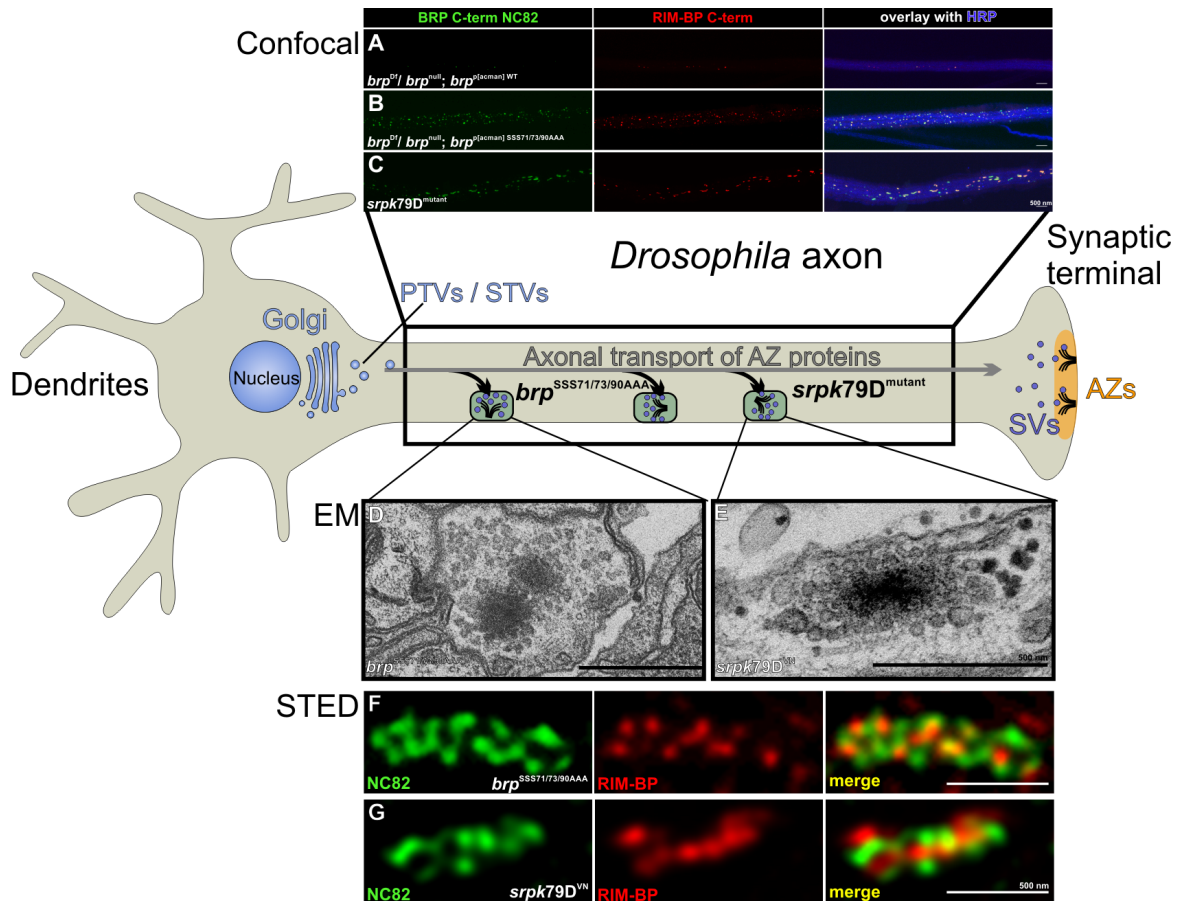 BRP C-term NC82
RIM-BP C-term
overlay with HRP
Confocal
A
brp^Df/ brp^null; brp^p[acman] WT
B
brp^Df/ brp^null; brp^p[acman] SSS71/73/90AAA
C
srpk79D^mutant
500 nm
Drosophila axon
Synaptic
terminal
PTVs / STVs
Golgi
Nucleus
Dendrites
Axonal transport of AZ proteins
brp^SSS71/73/90AAA
srpk79D^mutant
SVs
AZs
EM
D
brp
E
srpk79D^VN
500 nm
STED
F
NC82
brp^SSS71/73/90AAA
RIM-BP
merge
G
NC82
srpk79D^VN
RIM-BP
merge
500 nm